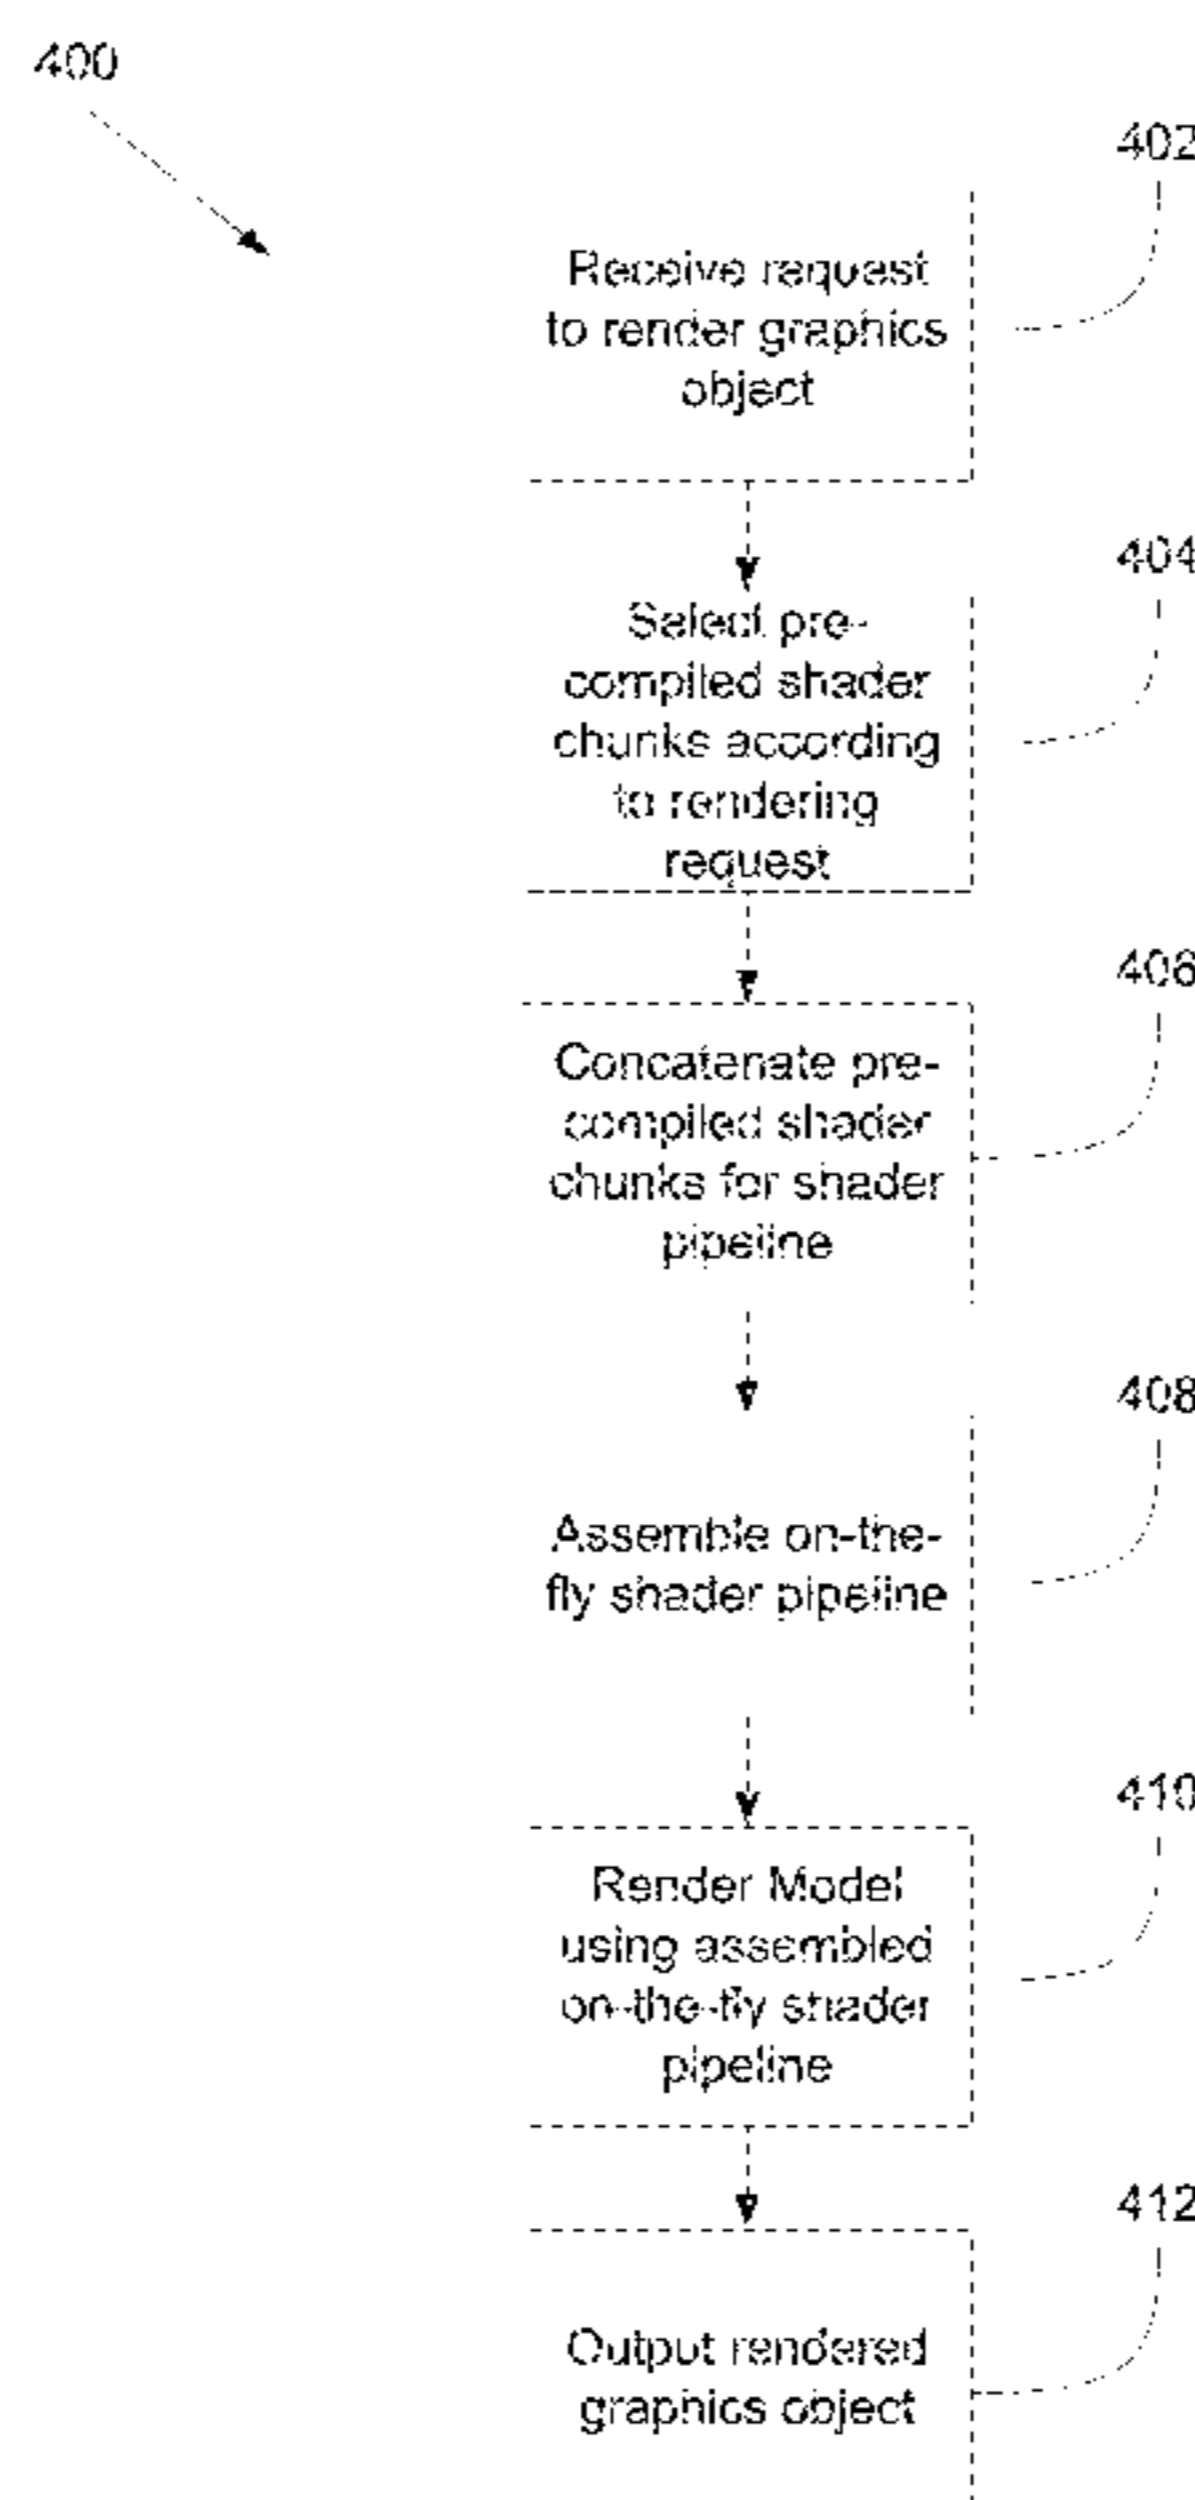 400
402
Receive request
to render graphics
object
404
Select pre-
compiled shader
chunks according
to rendering
request
406
Concatenate pre-
compiled shader
chunks for shader
pipeline
408
Assemble on-the-
fly shader pipeline
410
Render Model
using assembled
on-the-fly shader
pipeline
412
Output rendered
graphics object